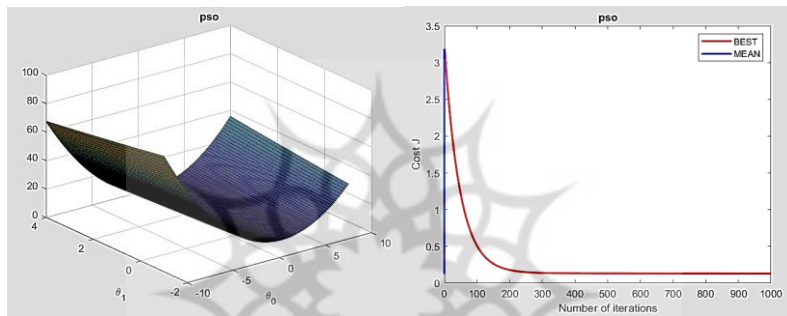 pso
100
80
60
40
20
0
4
2
0
-2
θ1
-10
-5
0
5
10
θ0
pso
3.5
3
2.5
2
1.5
1
0.5
0
Cost J
BEST
MEAN
0 100 200 300 400 500 600 700 800 900 1000
Number of iterations